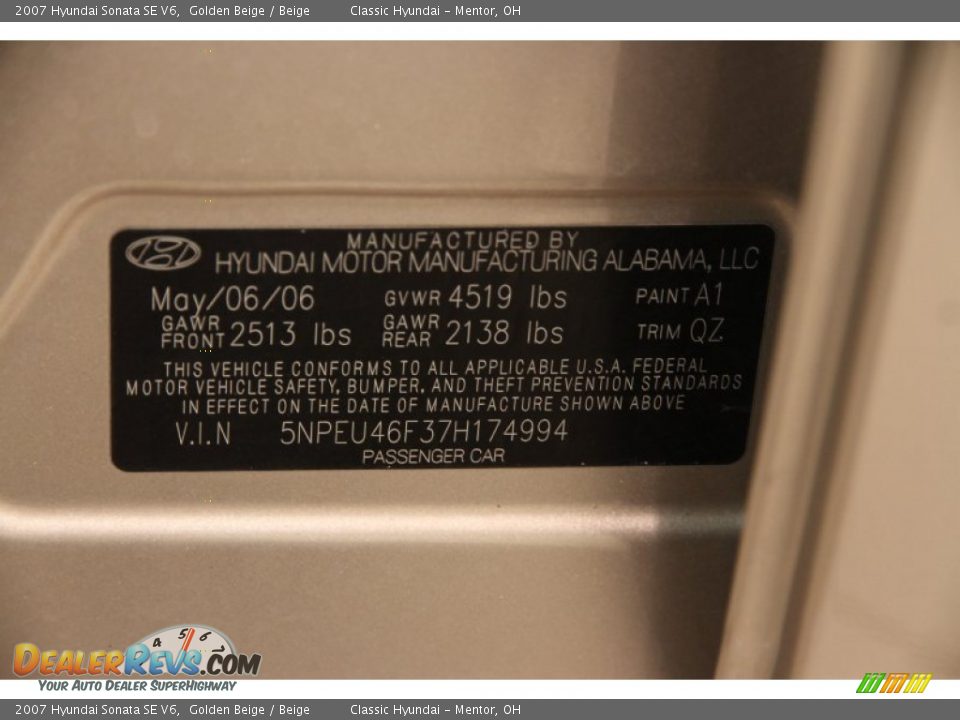 2007 Hyundai Sonata SE V6, Golden Beige / Beige Classic Hyundai - Mentor, OH
MANUFACTURED BY
HYUNDAI MOTOR MANUFACTURING ALABAMA, LLC
May/06/06 GVWR 4519 lbs PAINT A1
GAWR FRONT 2513 lbs GAWR REAR 2138 lbs TRIM QZ
THIS VEHICLE CONFORMS TO ALL APPLICABLE U.S.A. FEDERAL
MOTOR VEHICLE SAFETY, BUMPER, AND THEFT PREVENTION STANDARDS
IN EFFECT ON THE DATE OF MANUFACTURE SHOWN ABOVE
V.I.N 5NPEU46F37H174994
PASSENGER CAR
4 5 6 7
DEALERREVS.COM
YOUR AUTO DEALER SUPERHIGHWAY
2007 Hyundai Sonata SE V6, Golden Beige / Beige Classic Hyundai - Mentor, OH